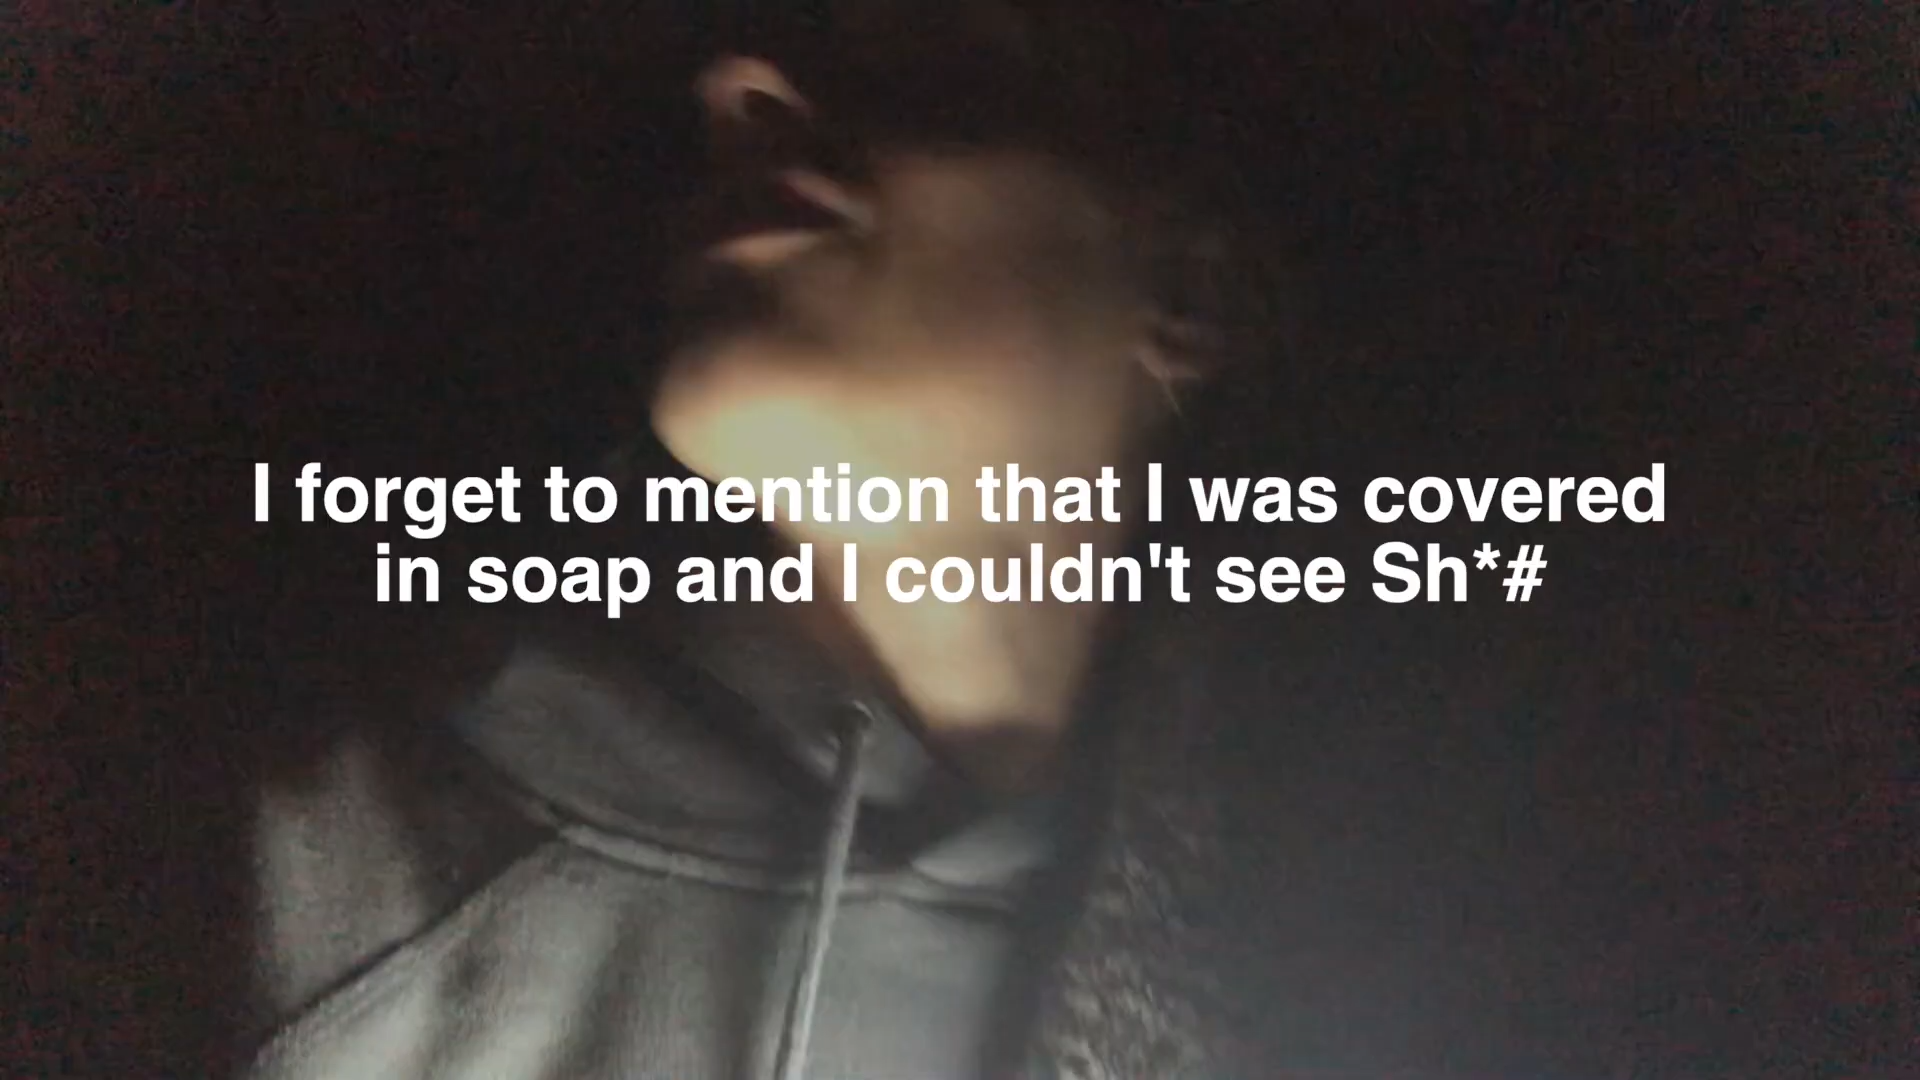 I forget to mention that I was covered
in soap and I couldn't see Sh*#